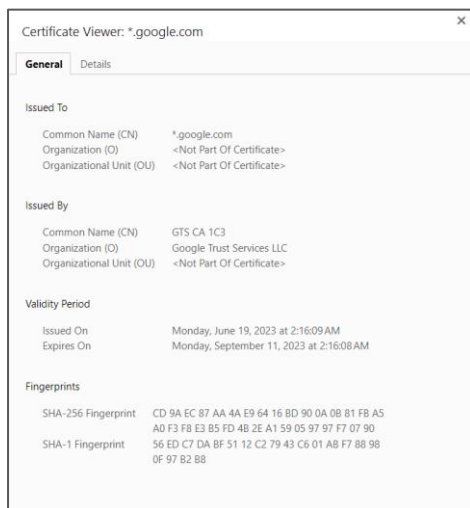 Certificate Viewer: *.google.com
×
General Details
Issued To
Common Name (CN) *.google.com
Organization (O) <Not Part Of Certificate>
Organizational Unit (OU) <Not Part Of Certificate>
Issued By
Common Name (CN) GTS CA 1C3
Organization (O) Google Trust Services LLC
Organizational Unit (OU) <Not Part Of Certificate>
Validity Period
Issued On Monday, June 19, 2023 at 2:16:09 AM
Expires On Monday, September 11, 2023 at 2:16:08 AM
Fingerprints
SHA-256 Fingerprint CD 9A EC 87 AA 4A E9 64 16 BD 90 0A 0B 81 FB A5
A0 F3 F8 E3 B5 FD 4B 2E A1 59 05 97 97 F7 07 90
SHA-1 Fingerprint 56 ED C7 DA BF 51 12 C2 79 43 C6 01 AB F7 88 98
0F 97 B2 B8